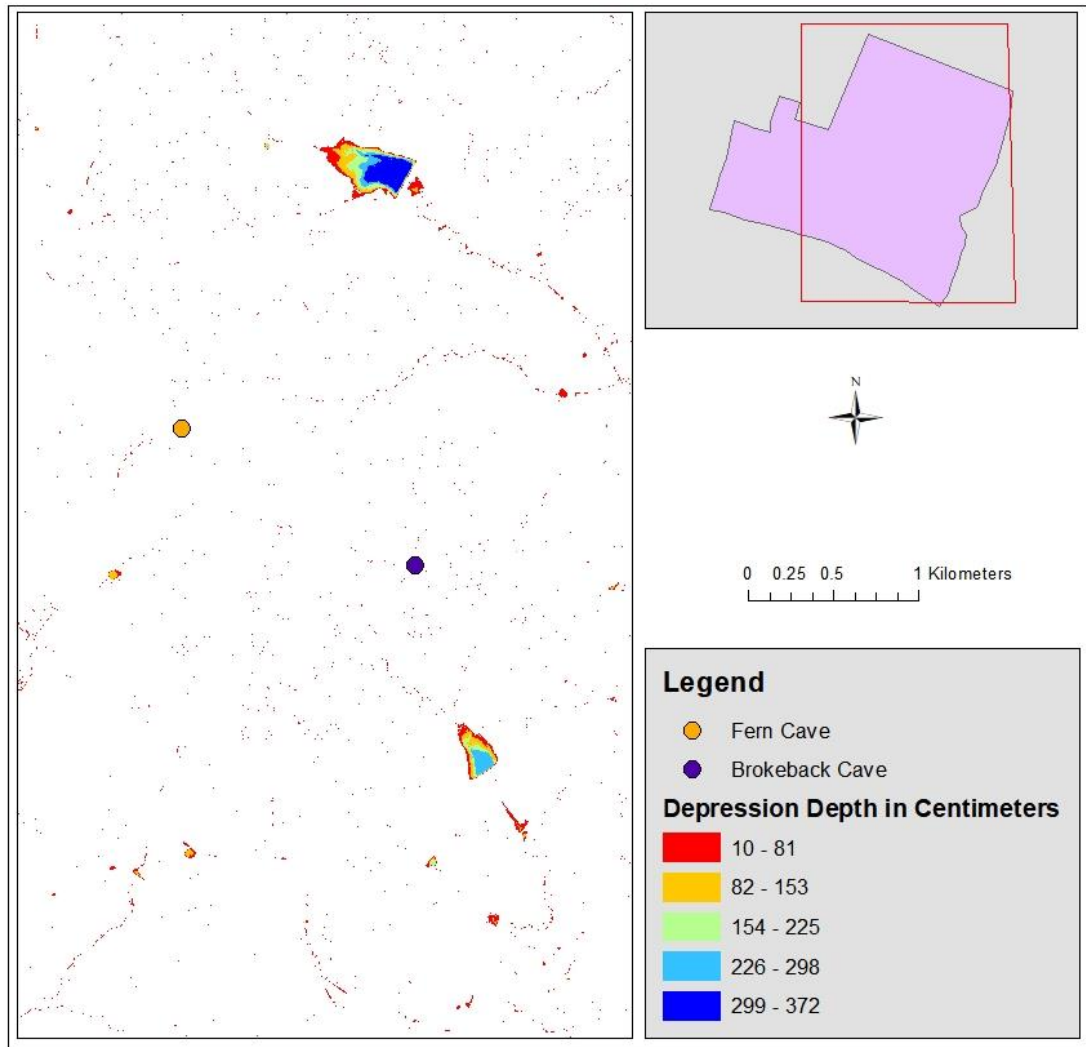 N
0 0.25 0.5 1 Kilometers
Legend
Fern Cave
Brokeback Cave
Depression Depth in Centimeters
10 - 81
82 - 153
154 - 225
226 - 298
299 - 372